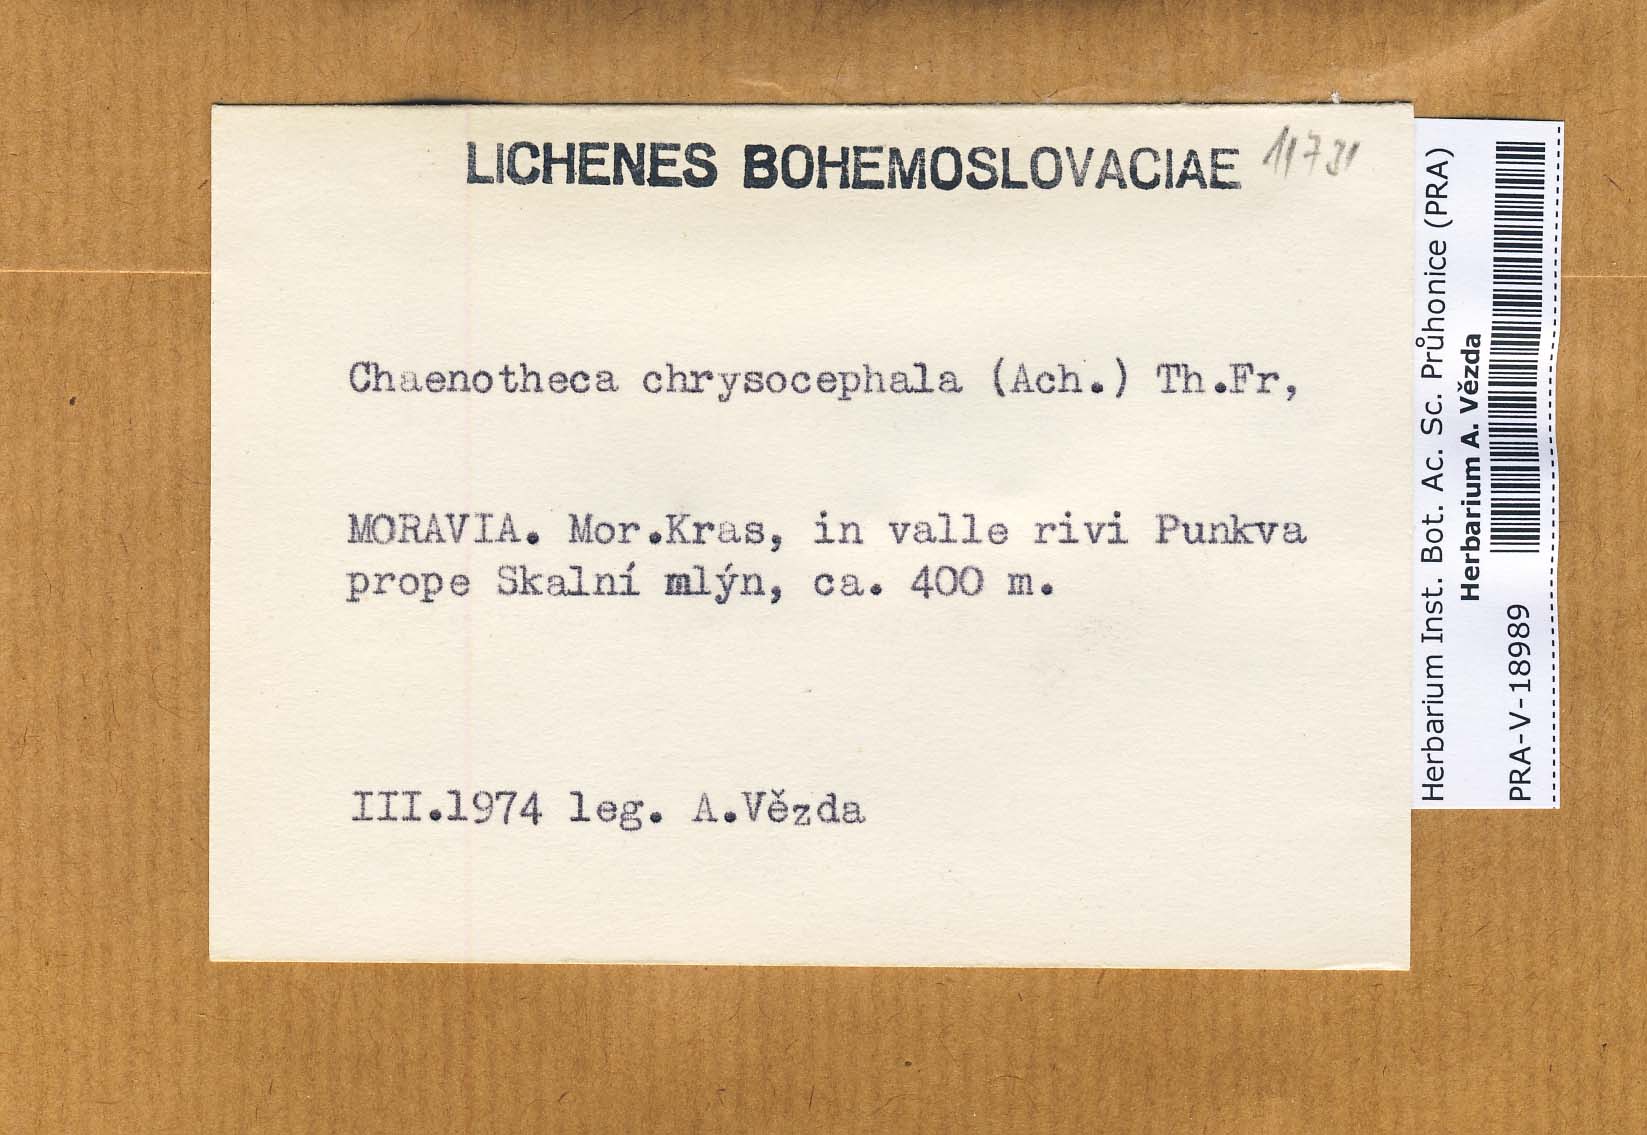 LICHENES BOHEMOSLOVACIAE
11731
Chaenotheca chrysocephala (Ach.) Th.Fr,
MORAVIA. Mor.Kras, in valle rivi Punkva
prope Skalní mlýn, ca. 400 m.
III.1974 leg. A.Vězda
Herbarium Inst. Bot. Ac. Sc. Průhonice (PRA)
Herbarium A. Vězda
PRA-V-18989